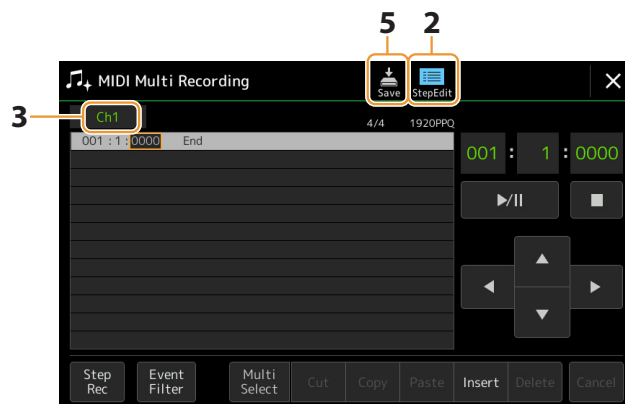 5 2
MIDI Multi Recording
Save
StepEdit
3
Ch1
4/4 1920PPQ
001 : 1 : 0000 End
001 : 1 : 0000
Step Rec
Event Filter
Multi Select
Cut
Copy
Paste
Insert
Delete
Cancel